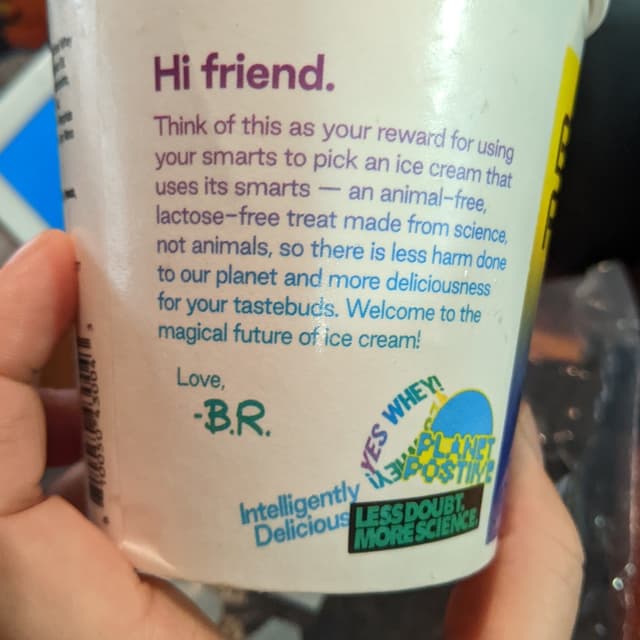 Hi friend.
Think of this as your reward for using
your smarts to pick an ice cream that
uses its smarts — an animal-free,
lactose-free treat made from science,
not animals, so there is less harm done
to our planet and more deliciousness
for your tastebuds. Welcome to the
magical future of ice cream!
Love,
-B.R.
YES WHEY!
PLANET
POSTIVE
Intelligently
Delicious
LESS DOUBT.
MORE SCIENCE